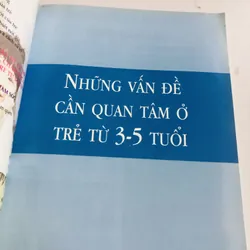 NHỮNG VẤN ĐỀ
CẦN QUAN TÂM Ở
TRẺ TỪ 3-5 TUỔI